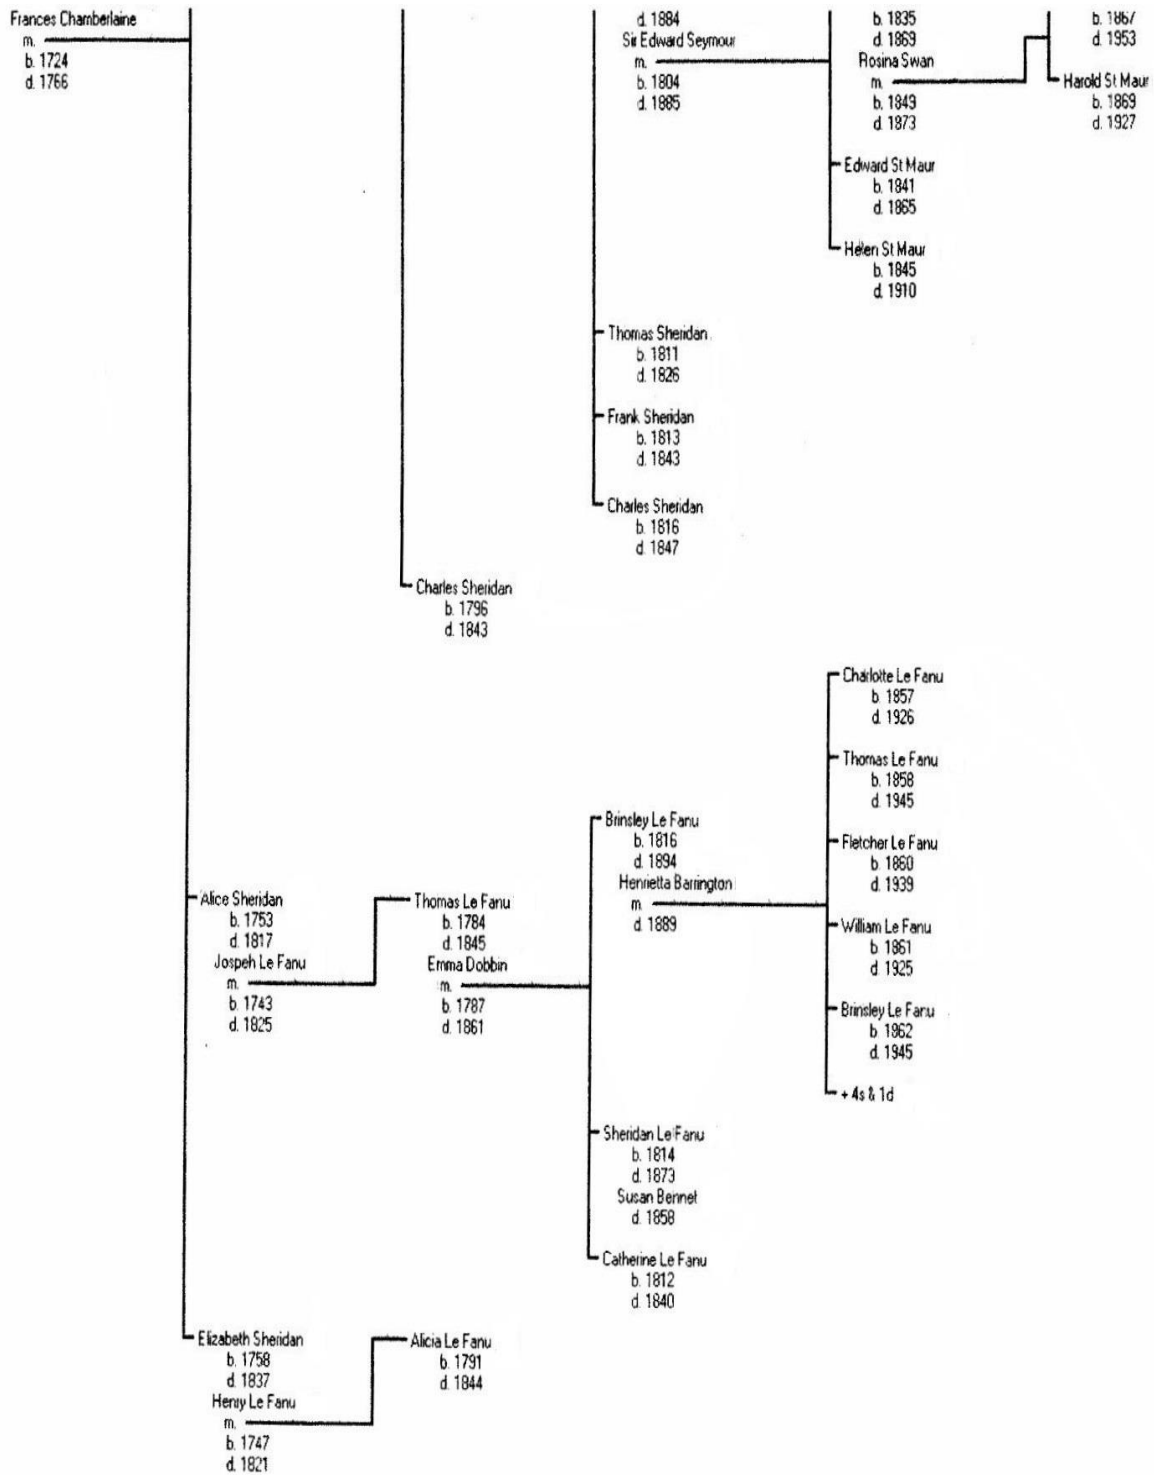 Frances Chamberlaine
m.
b. 1724
d. 1766
d. 1884
Sir Edward Seymour
m.
b. 1804
d. 1885
b. 1835
d. 1869
Rosina Swan
m.
b. 1849
d. 1873
b. 1867
d. 1953
Harold St Maur
b. 1869
d. 1927
Edward St Maur
b. 1841
d. 1865
Helen St Maur
b. 1845
d. 1910
Thomas Sheridan
b. 1811
d. 1826
Frank Sheridan
b. 1813
d. 1843
Charles Sheridan
b. 1816
d. 1847
Charles Sheridan
b. 1796
d. 1843
Charlotte Le Fanu
b. 1857
d. 1926
Thomas Le Fanu
b. 1858
d. 1945
Fletcher Le Fanu
b. 1860
d. 1939
William Le Fanu
b. 1861
d. 1925
Brinsley Le Fanu
b. 1862
d. 1945
+ 4s & 1d
Brinsley Le Fanu
b. 1816
d. 1894
Henrietta Barrington
m.
d. 1889
Alice Sheridan
b. 1753
d. 1817
Jospeh Le Fanu
m.
b. 1743
d. 1825
Thomas Le Fanu
b. 1784
d. 1845
Emma Dobbin
m.
b. 1787
d. 1861
Sheridan Le Fanu
b. 1814
d. 1873
Susan Bennet
d. 1858
Catherine Le Fanu
b. 1812
d. 1840
Elizabeth Sheridan
b. 1758
d. 1837
Henry Le Fanu
m.
b. 1747
d. 1821
Alicia Le Fanu
b. 1791
d. 1844